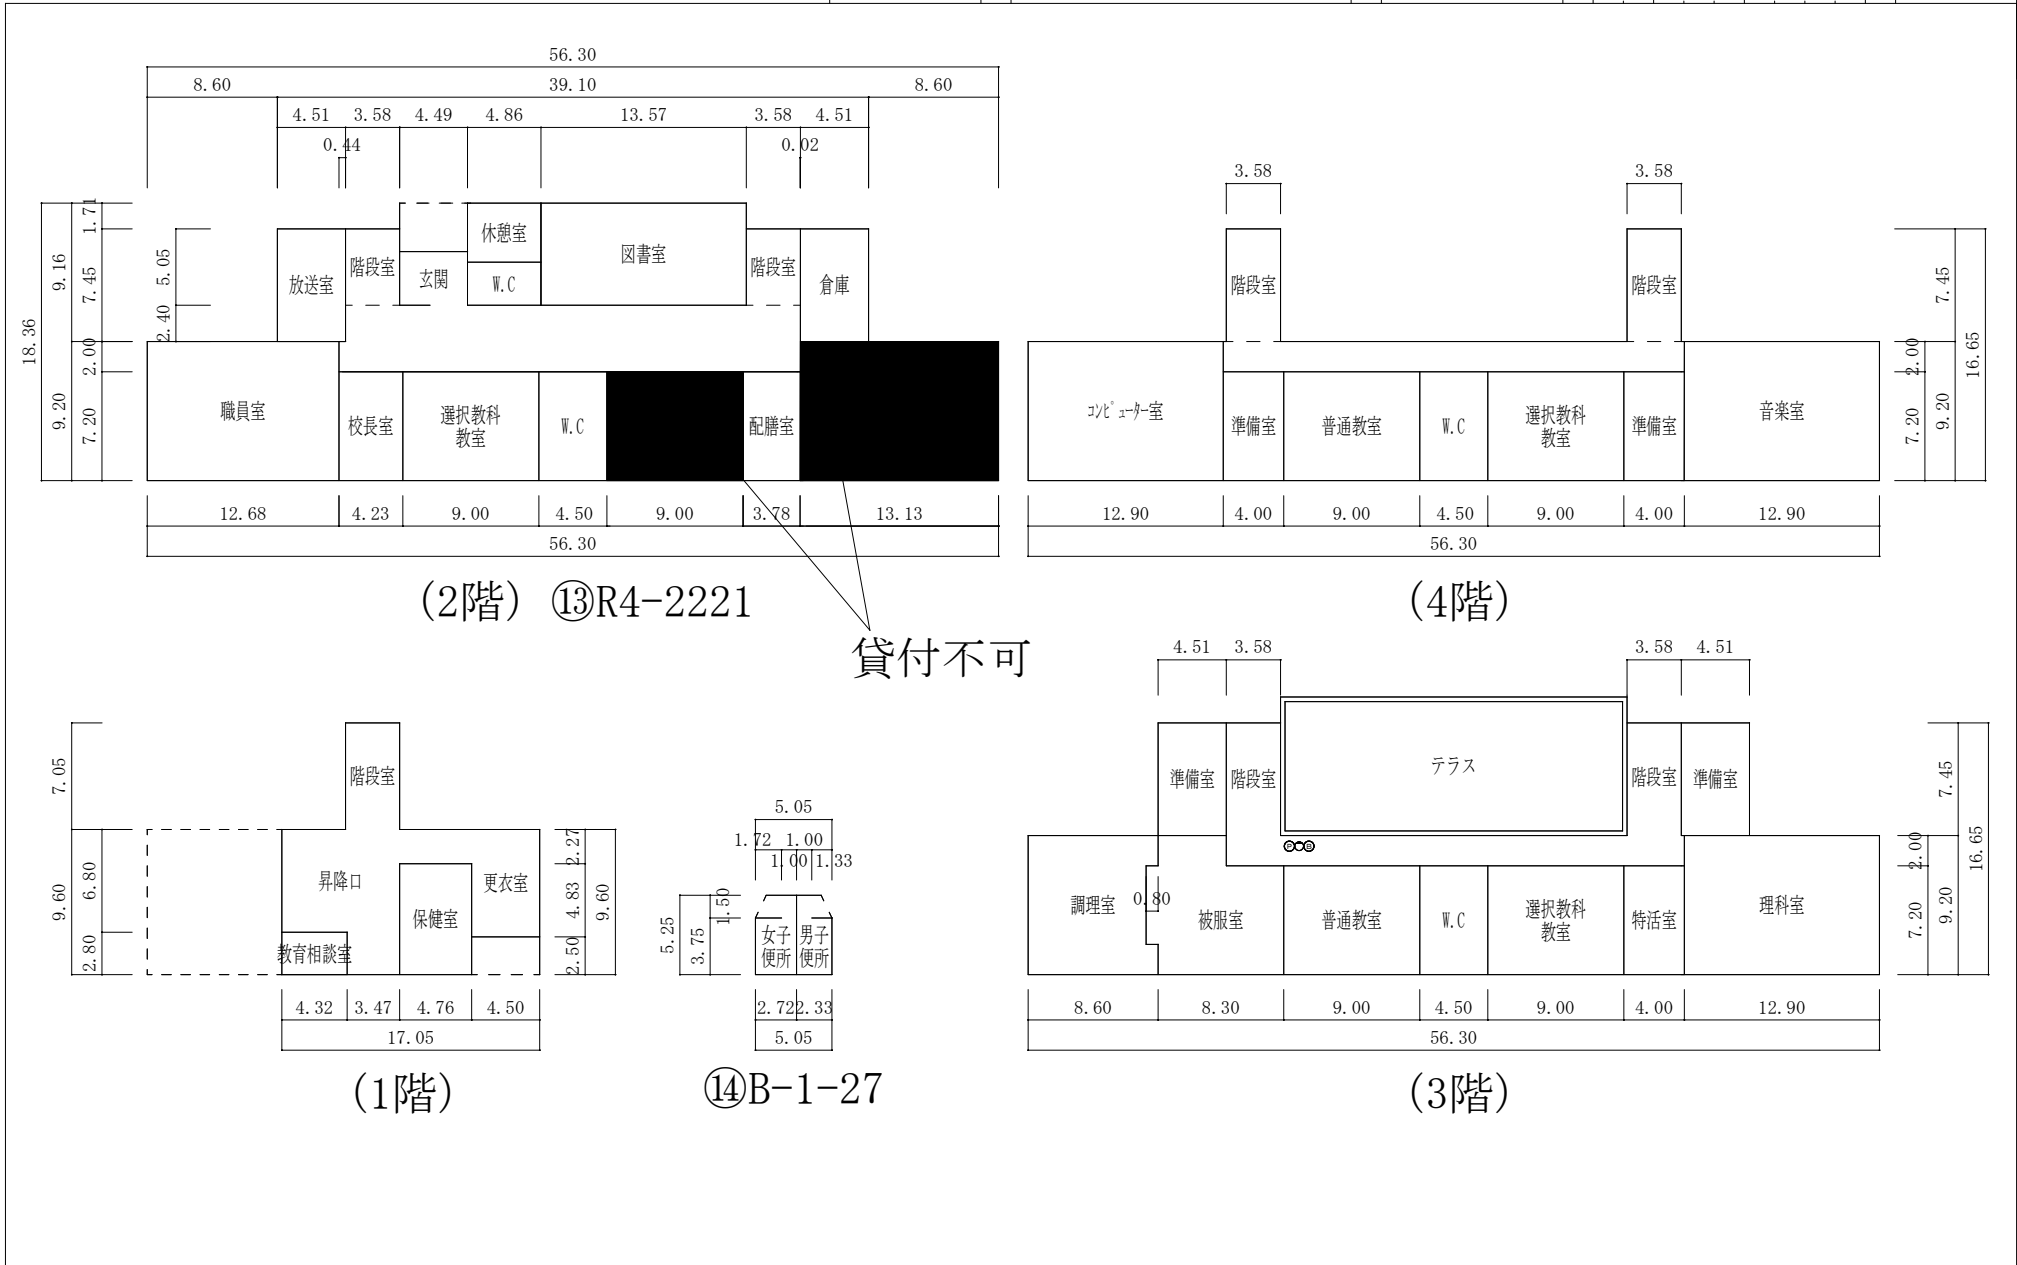 56.30
8.60 39.10 8.60
4.51 3.58 4.49 4.86 13.57 3.58 4.51
0.44 0.02
18.36
9.16 9.20
1.71 7.45 2.00 7.20
5.05 2.40
放送室
階段室
玄関
休憩室
W.C
図書室
階段室
倉庫
職員室
校長室
選択教科
教室
W.C
配膳室
12.68 4.23 9.00 4.50 9.00 3.78 13.13
56.30
(2階) ⑬R4-2221
貸付不可
3.58 3.58
階段室
階段室
7.45 2.00 7.20
9.20
16.65
コンピューター室
準備室
普通教室
W.C
選択教科
教室
準備室
音楽室
12.90 4.00 9.00 4.50 9.00 4.00 12.90
56.30
(4階)
7.05 9.60
6.80 2.80
階段室
昇降口
教育相談室
保健室
更衣室
2.27 4.83 2.50
9.60
4.32 3.47 4.76 4.50
17.05
(1階)
5.05
1.72 1.00
1.00 1.33
5.25
1.50 3.75
女子
便所
男子
便所
2.72 2.33
5.05
⑭B-1-27
4.51 3.58 3.58 4.51
準備室
階段室
テラス
階段室
準備室
7.45 2.00 7.20
9.20
16.65
調理室
0.80
被服室
普通教室
W.C
選択教科
教室
特活室
理科室
8.60 8.30 9.00 4.50 9.00 4.00 12.90
56.30
(3階)